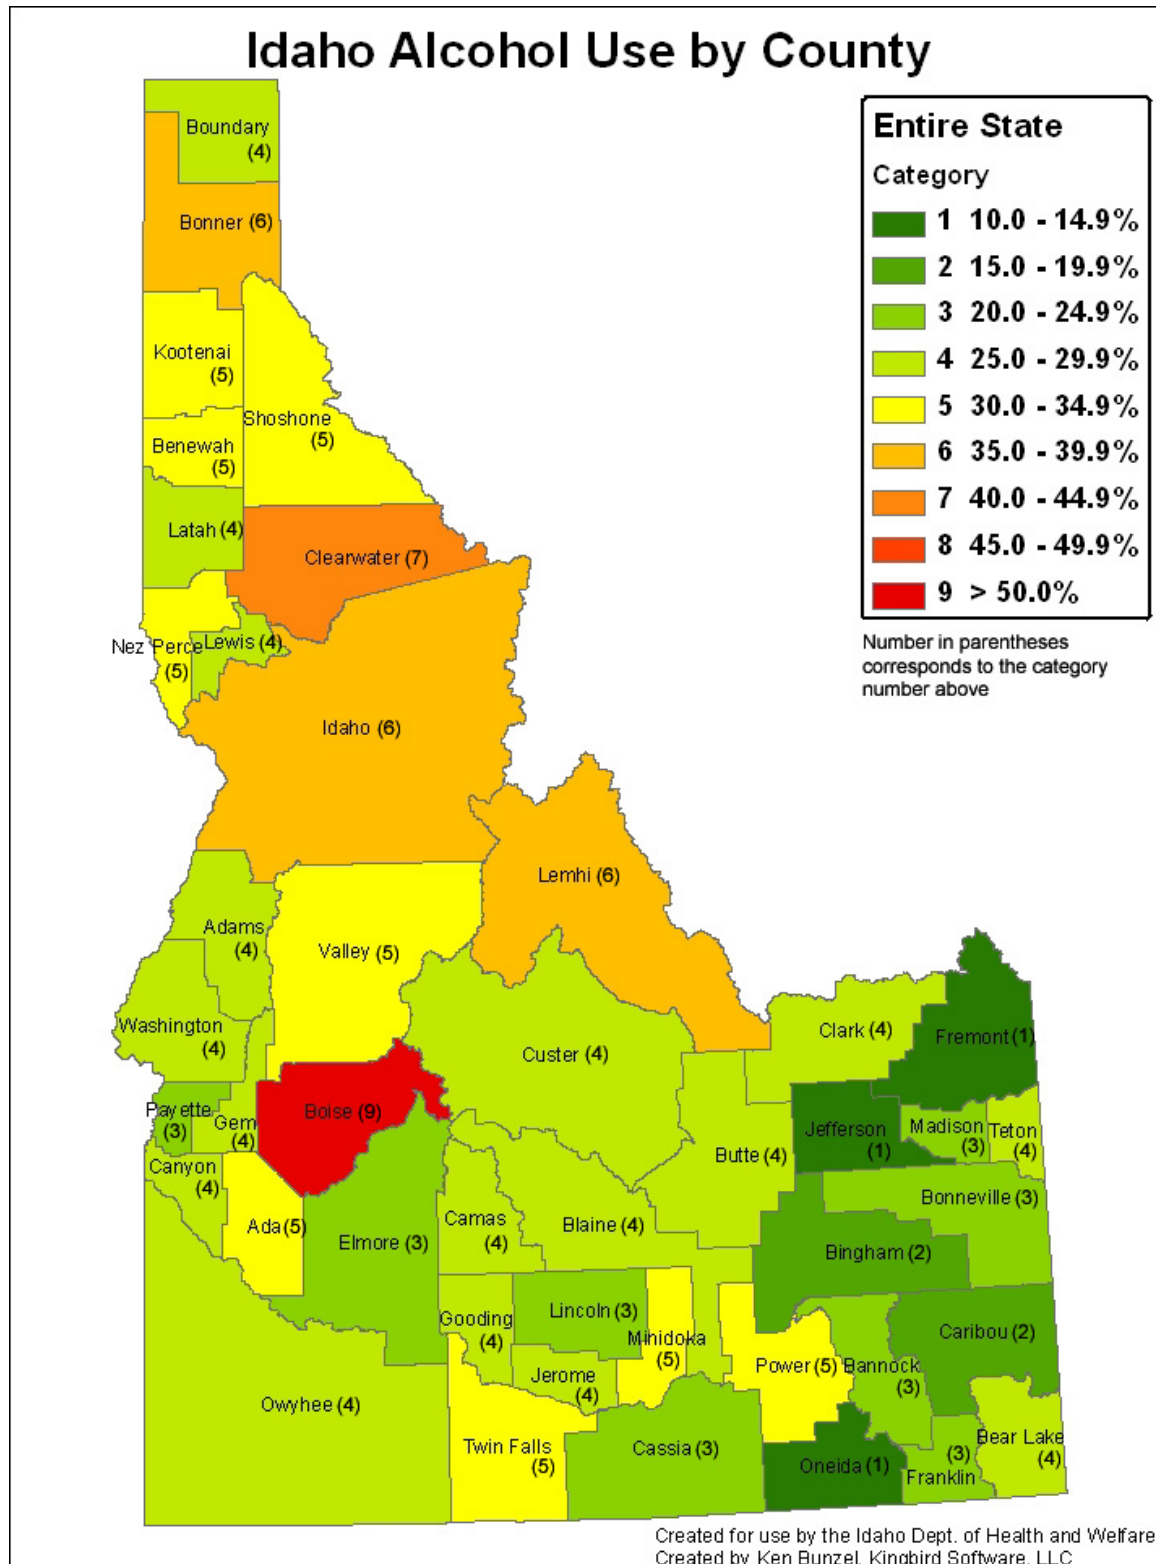 Idaho Alcohol Use by County
Entire State
Category
1 10.0 - 14.9%
2 15.0 - 19.9%
3 20.0 - 24.9%
4 25.0 - 29.9%
5 30.0 - 34.9%
6 35.0 - 39.9%
7 40.0 - 44.9%
8 45.0 - 49.9%
9 > 50.0%
Number in parentheses
corresponds to the category
number above
Boundary
(4)
Bonner (6)
Kootenai
(5)
Shoshone
(5)
Benewah
(5)
Latah (4)
Clearwater (7)
Nez Perce
(5)
Lewis (4)
Idaho (6)
Lemhi (6)
Adams
(4)
Valley (5)
Washington
(4)
Custer (4)
Clark (4)
Fremont (1)
Payette
(3)
Gem
(4)
Boise (9)
Butte (4)
Jefferson
(1)
Madison
(3)
Teton
(4)
Canyon
(4)
Ada (5)
Elmore (3)
Camas
(4)
Blaine (4)
Bonneville (3)
Bingham (2)
Gooding
(4)
Lincoln (3)
Minidoka
(5)
Jerome
(4)
Power (5)
Bannock
(3)
Caribou (2)
Owyhee (4)
Twin Falls
(5)
Cassia (3)
Oneida (1)
(3)
Franklin
Bear Lake
(4)
Created for use by the Idaho Dept. of Health and Welfare
Created by Ken Bunzel, Kingbird Software, LLC